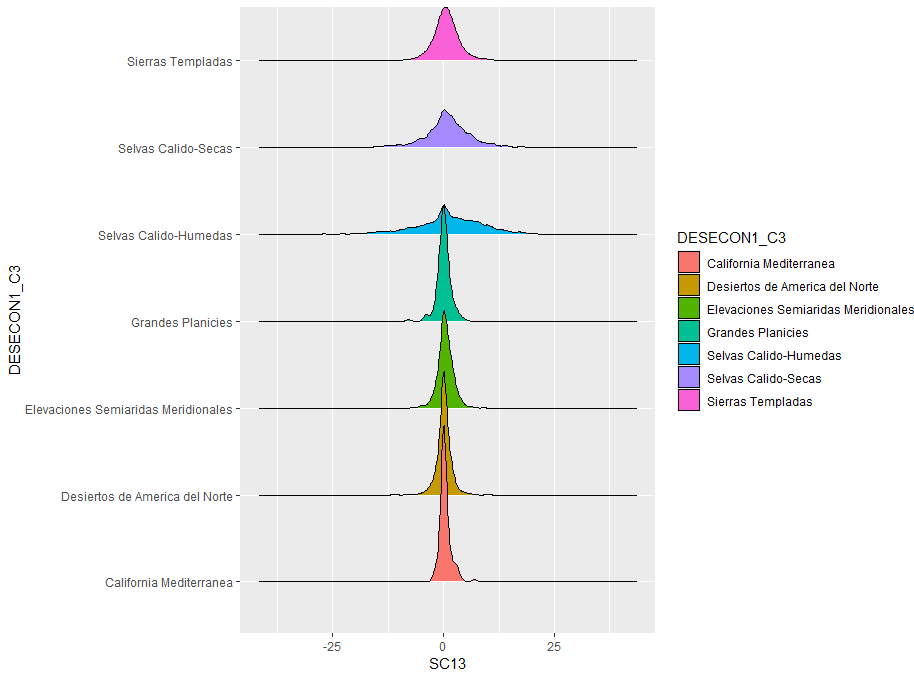 Sierras Templadas
Selvas Calido-Secas
Selvas Calido-Humedas
Grandes Planicies
Elevaciones Semiaridas Meridionales
Desiertos de America del Norte
California Mediterranea
DESECON1_C3
-25
0
25
SC13
DESECON1_C3
California Mediterranea
Desiertos de America del Norte
Elevaciones Semiaridas Meridionales
Grandes Planicies
Selvas Calido-Humedas
Selvas Calido-Secas
Sierras Templadas